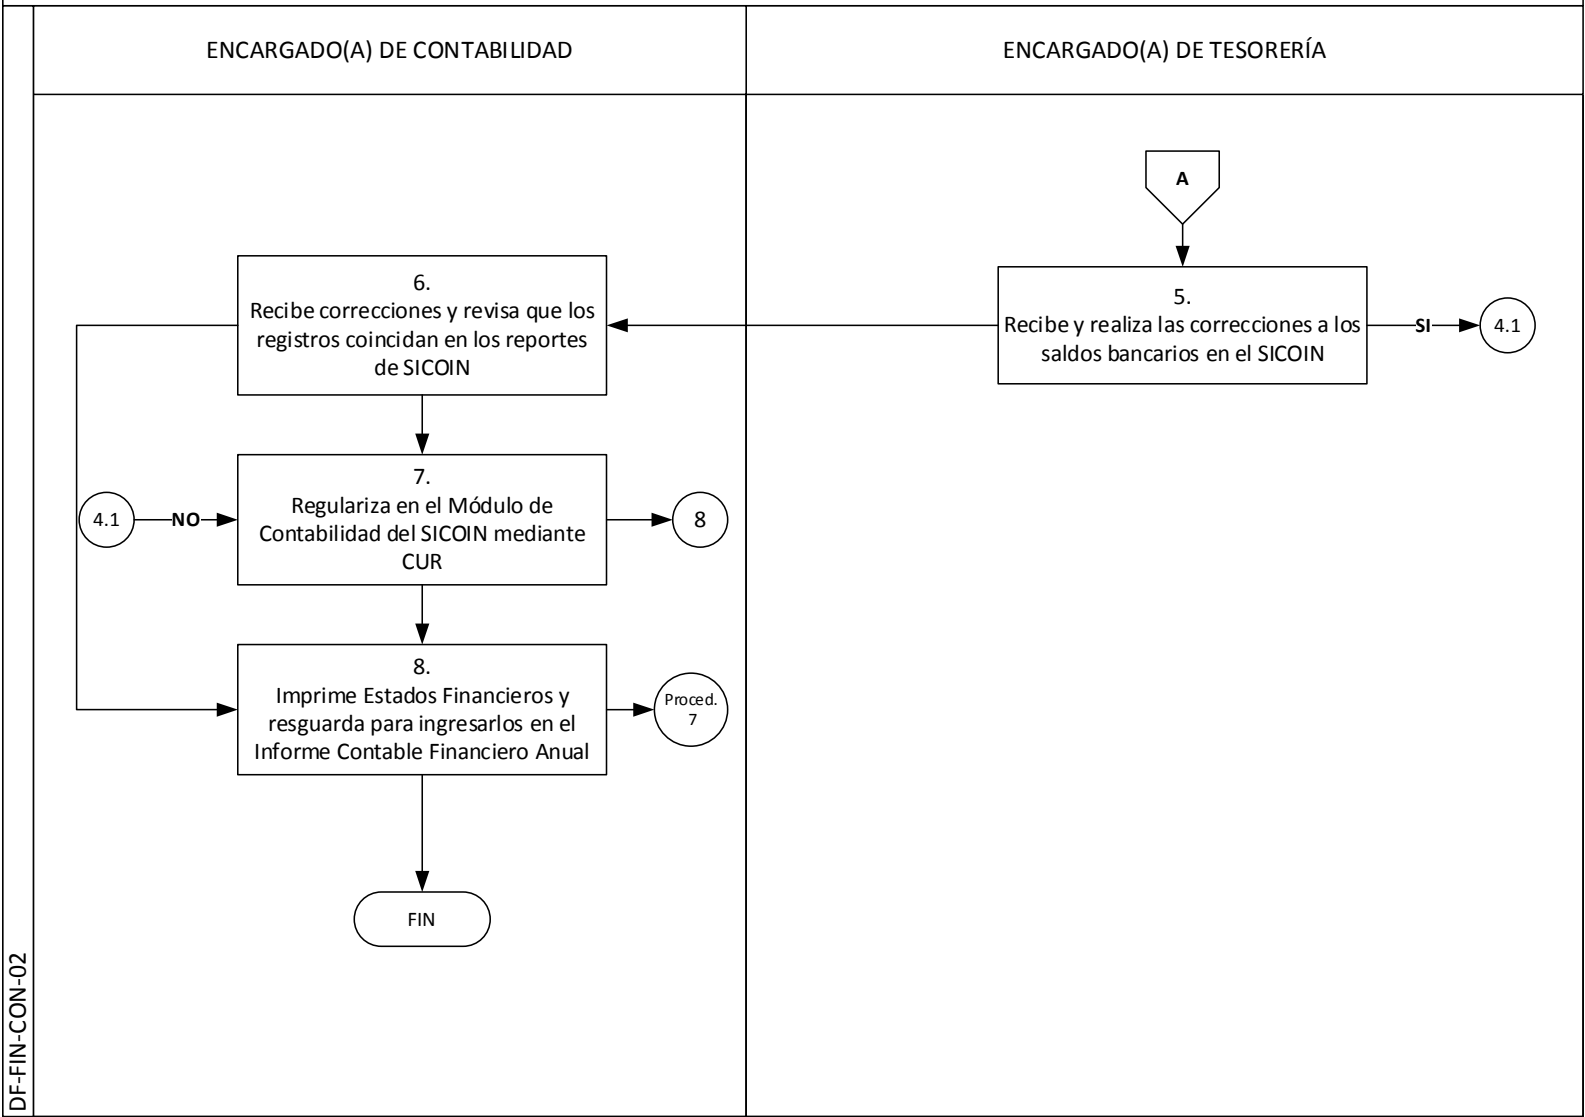 ENCARGADO(A) DE CONTABILIDAD
ENCARGADO(A) DE TESORERÍA
A
5.
Recibe y realiza las correcciones a los
saldos bancarios en el SICOIN
SI
4.1
6.
Recibe correcciones y revisa que los
registros coincidan en los reportes
de SICOIN
4.1
NO
7.
Regulariza en el Módulo de
Contabilidad del SICOIN mediante
CUR
8
8.
Imprime Estados Financieros y
resguarda para ingresarlos en el
Informe Contable Financiero Anual
Proced.
7
FIN
DF-FIN-CON-02